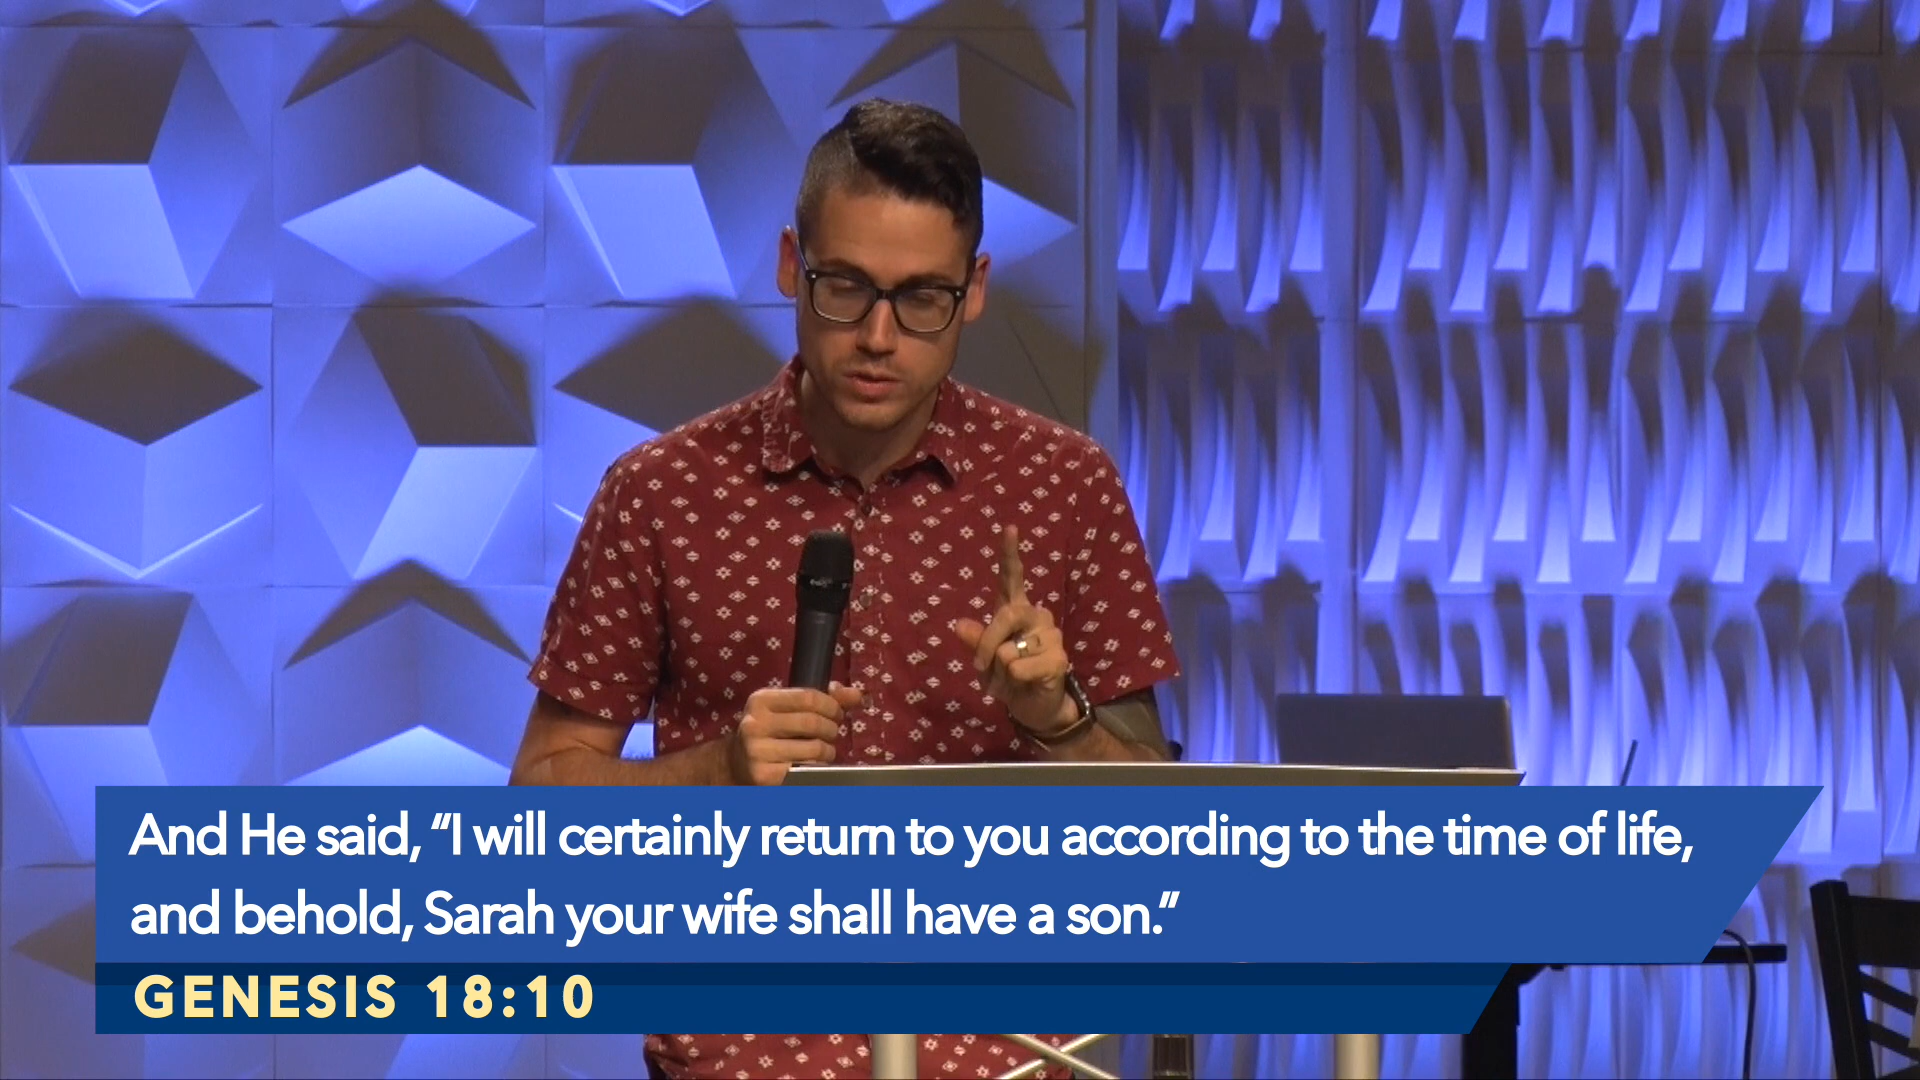 And He said, “I will certainly return to you according to the time of life,
and behold, Sarah your wife shall have a son.”
GENESIS 18:10